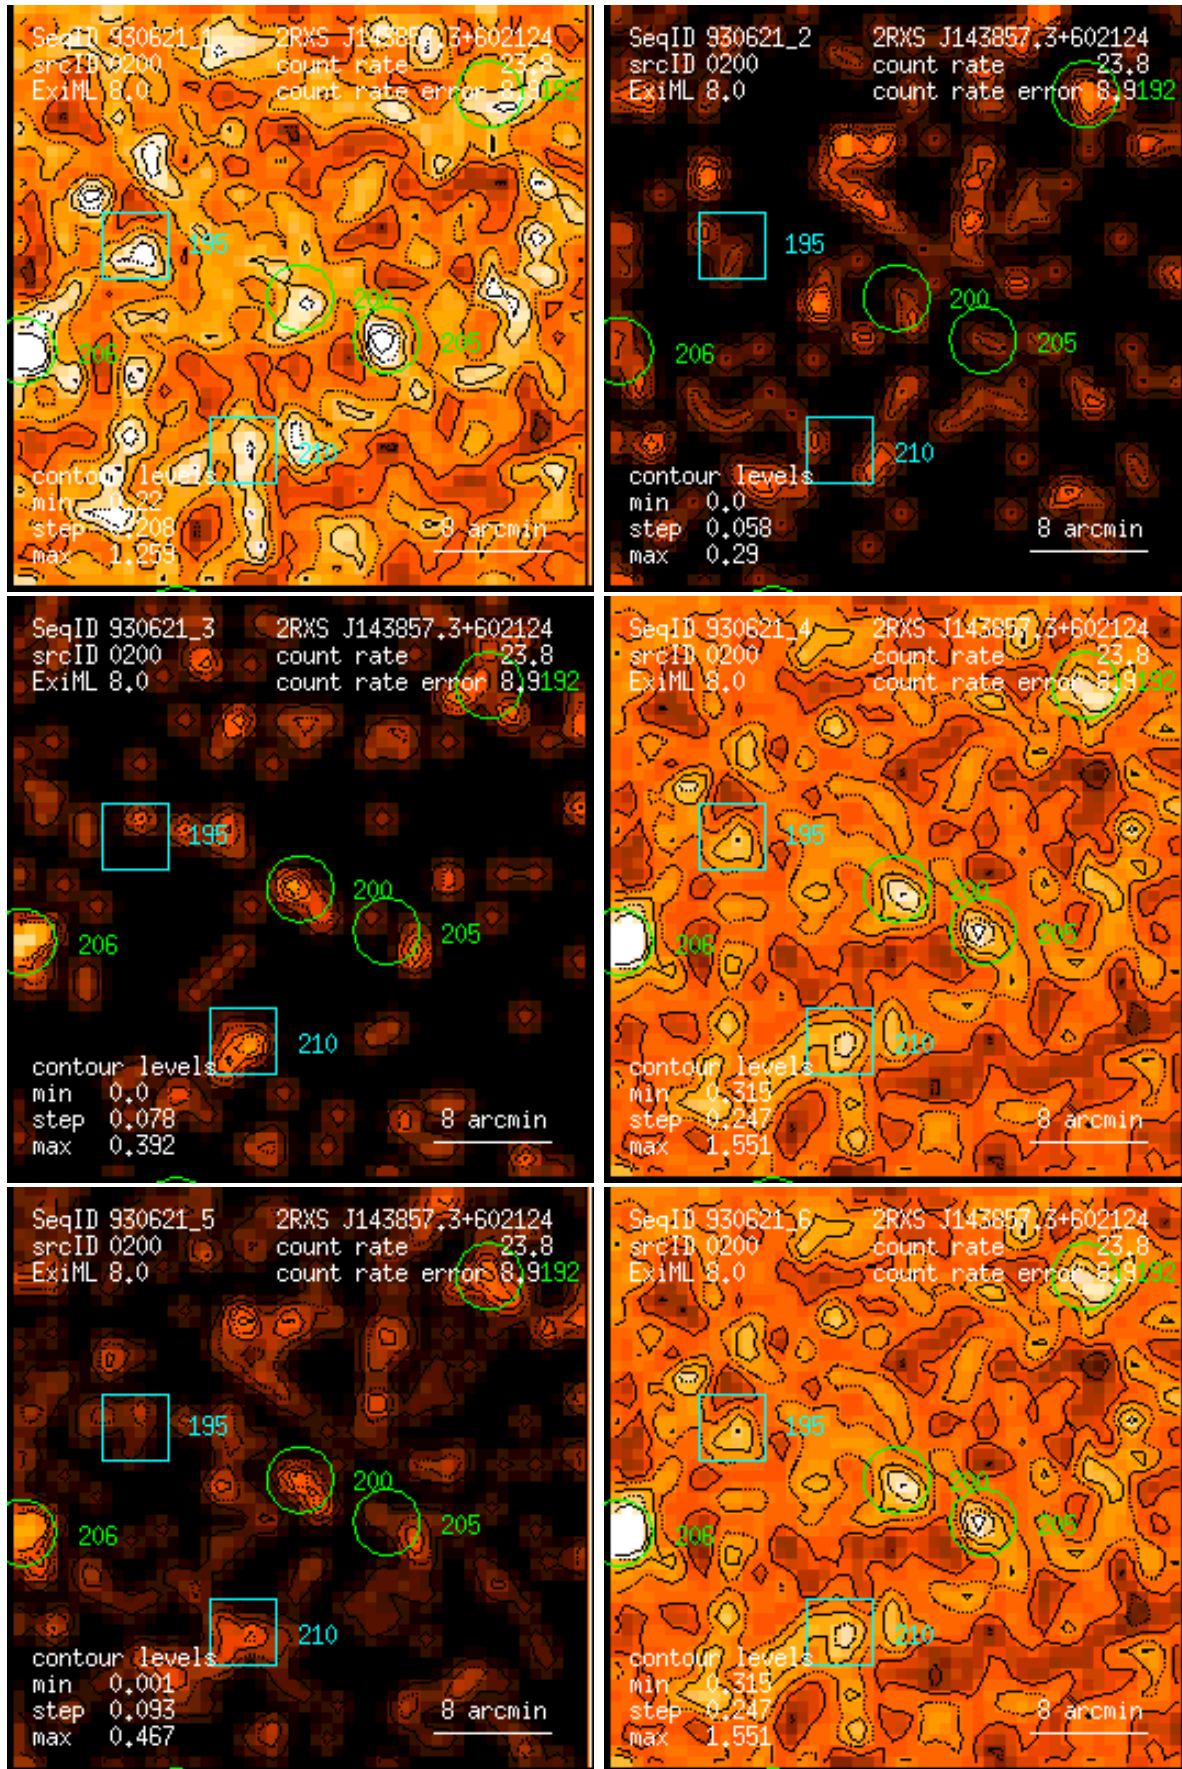 SeqID 930621_1 2RXS J143857.3+602124
srcID 0200 count rate 23.8
ExiML 8.0 count rate error 8.9
192
195
200
205
206
210
contour levels
min 0.22
step 0.208
max 1.259
8 arcmin
SeqID 930621_2 2RXS J143857.3+602124
srcID 0200 count rate 23.8
ExiML 8.0 count rate error 8.9
192
195
200
205
206
210
contour levels
min 0.0
step 0.058
max 0.29
8 arcmin
SeqID 930621_3 2RXS J143857.3+602124
srcID 0200 count rate 23.8
ExiML 8.0 count rate error 8.9
192
195
200
205
206
210
contour levels
min 0.0
step 0.078
max 0.392
8 arcmin
SeqID 930621_4 2RXS J143857.3+602124
srcID 0200 count rate 23.8
ExiML 8.0 count rate error 8.9
192
195
200
205
206
210
contour levels
min 0.315
step 0.247
max 1.551
8 arcmin
SeqID 930621_5 2RXS J143857.3+602124
srcID 0200 count rate 23.8
ExiML 8.0 count rate error 8.9
192
195
200
205
206
210
contour levels
min 0.001
step 0.093
max 0.467
8 arcmin
SeqID 930621_6 2RXS J143857.3+602124
srcID 0200 count rate 23.8
ExiML 8.0 count rate error 8.9
192
195
200
205
206
210
contour levels
min 0.315
step 0.247
max 1.551
8 arcmin